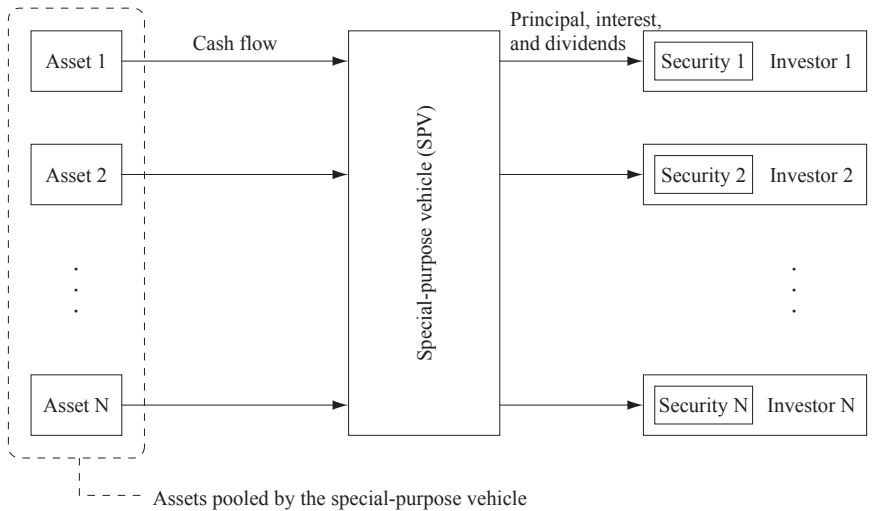 Principal, interest,
and dividends
Cash flow
Asset 1
Security 1
Investor 1
Asset 2
Security 2
Investor 2
Special-purpose vehicle (SPV)
Asset N
Security N
Investor N
Assets pooled by the special-purpose vehicle